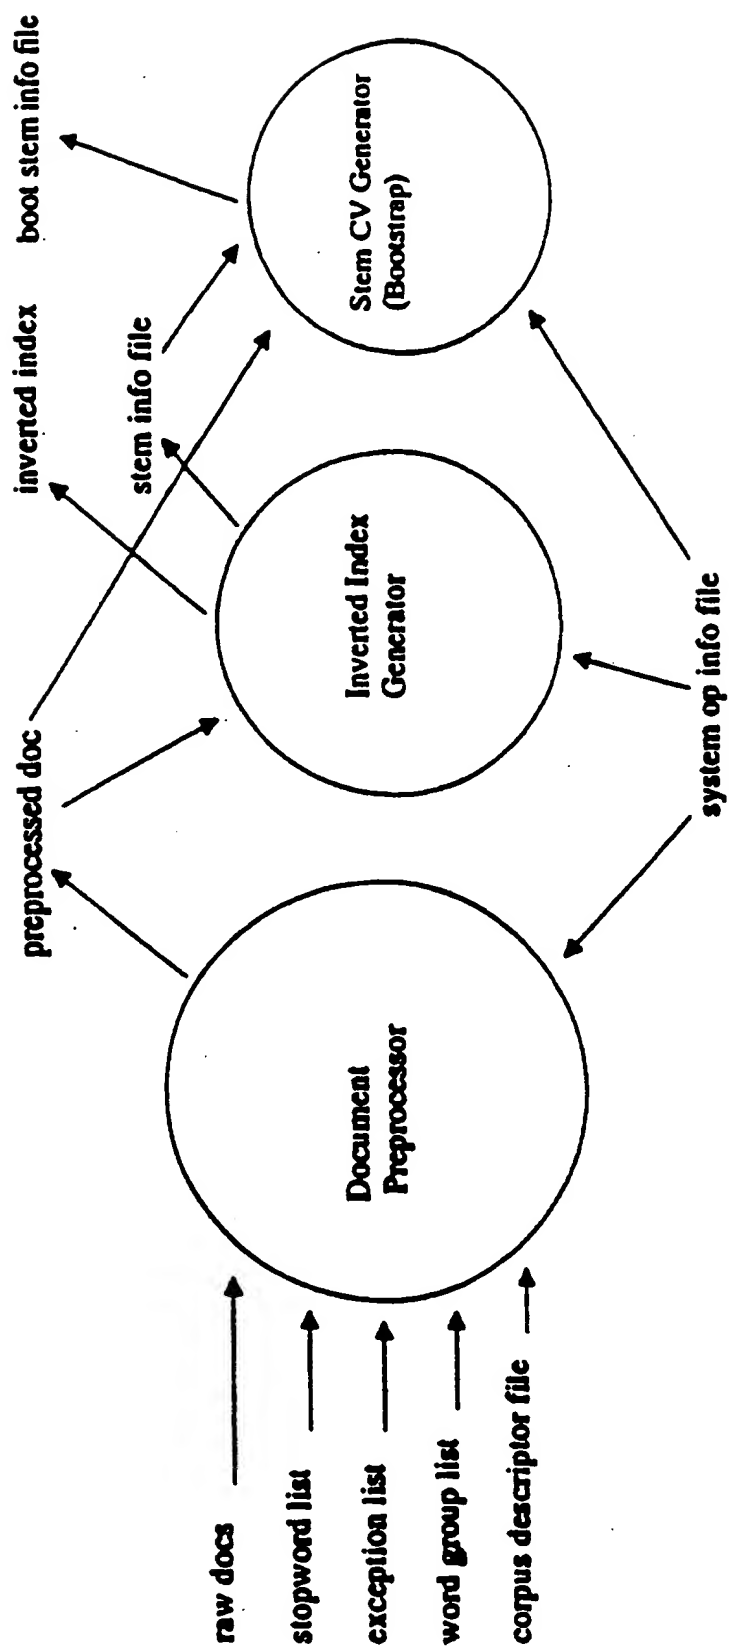 raw docs
stopword list
exception list
word group list
corpus descriptor file
Document
Preprocessor
preprocessed doc
Inverted Index
Generator
inverted index
stem info file
system op info file
Stem CV Generator
(Bootstrap)
boot stem info file